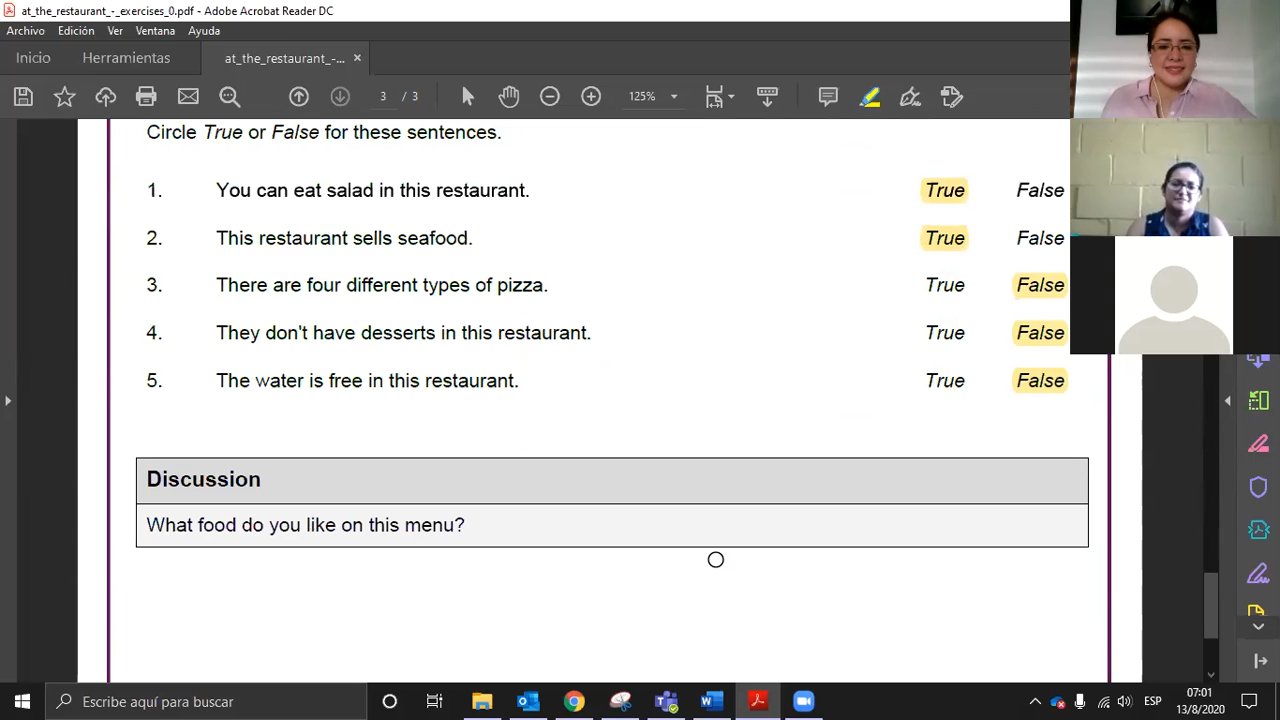 at_the_restaurant_-_exercises_0.pdf - Adobe Acrobat Reader DC
Archivo Edición Ver Ventana Ayuda
Inicio Herramientas at_the_restaurant_-... ×
3 / 3 125%
Circle True or False for these sentences.
1. You can eat salad in this restaurant. True False
2. This restaurant sells seafood. True False
3. There are four different types of pizza. True False
4. They don't have desserts in this restaurant. True False
5. The water is free in this restaurant. True False
Discussion
What food do you like on this menu?
Escribe aquí para buscar
ESP
07:01
13/8/2020